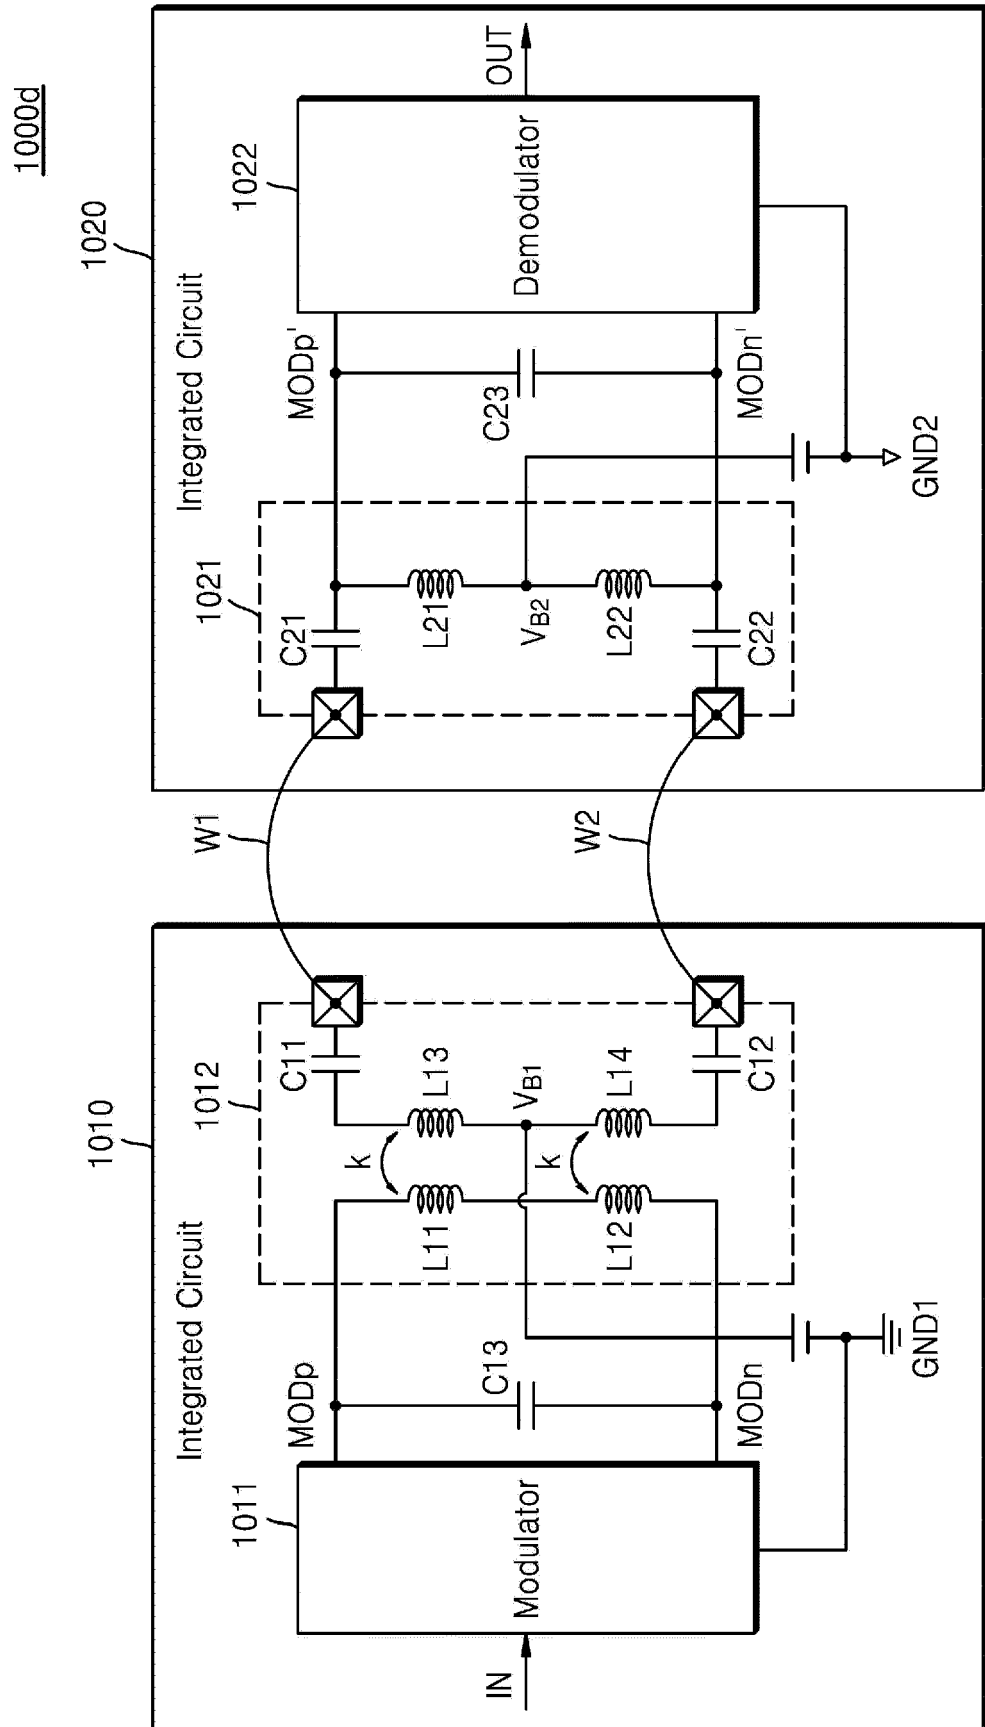 1000d
1010
1020
Integrated Circuit
Integrated Circuit
1011
1012
1021
1022
W1
W2
IN
Modulator
MODp
MODn
C13
L11
L12
k
k
L13
L14
VB1
C11
C12
GND1
C21
C22
L21
L22
VB2
C23
MODp'
MODn'
Demodulator
OUT
GND2